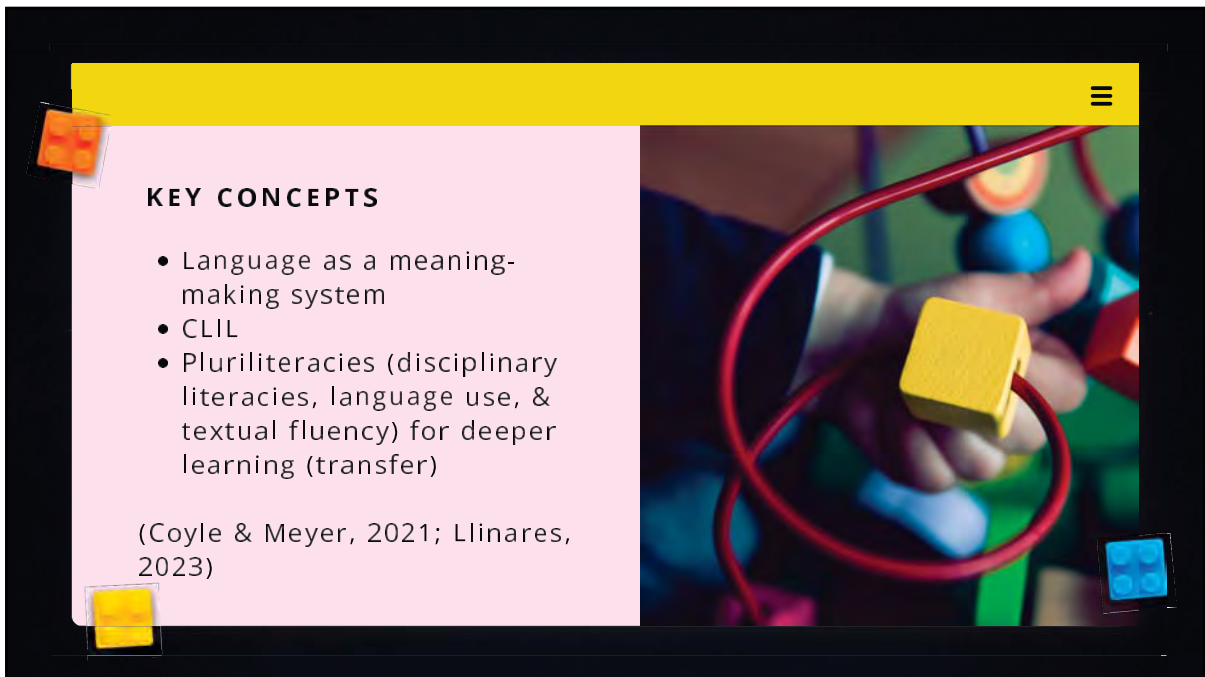 KEY CONCEPTS
• Language as a meaning-
making system
• CLIL
• Pluriliteracies (disciplinary
literacies, language use, &
textual fluency) for deeper
learning (transfer)
(Coyle & Meyer, 2021; Llinares,
2023)